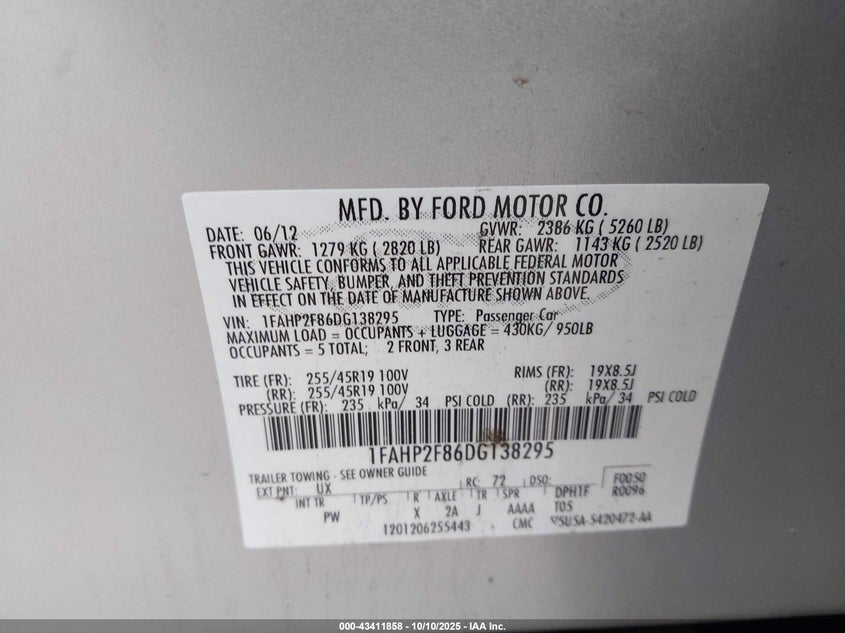 MFD. BY FORD MOTOR CO.
DATE: 06/12 GVWR: 2386 KG ( 5260 LB)
FRONT GAWR: 1279 KG ( 2820 LB) REAR GAWR: 1143 KG ( 2520 LB)
THIS VEHICLE CONFORMS TO ALL APPLICABLE FEDERAL MOTOR
VEHICLE SAFETY, BUMPER, AND THEFT PREVENTION STANDARDS
IN EFFECT ON THE DATE OF MANUFACTURE SHOWN ABOVE.
VIN: 1FAHP2F86DG138295 TYPE: Passenger Car
MAXIMUM LOAD = OCCUPANTS + LUGGAGE = 430KG/ 950LB
OCCUPANTS = 5 TOTAL; 2 FRONT, 3 REAR
TIRE (FR): 255/45R19 100V RIMS (FR): 19X8.5J
(RR): 255/45R19 100V (RR): 19X8.5J
PRESSURE (FR): 235 kPa/ 34 PSI COLD (RR): 235 kPa/ 34 PSI COLD
1FAHP2F86DG138295
TRAILER TOWING - SEE OWNER GUIDE
EXT PNT: UX RC: 72 DSO: F0050
INT TR TP/PS R AXLE TR SPR DPH1F R0096
PW X 2A J AAAA T05
1201206255443 CMC 5U5A-5420472-AA
000-43411858 - 10/10/2025 - IAA Inc.